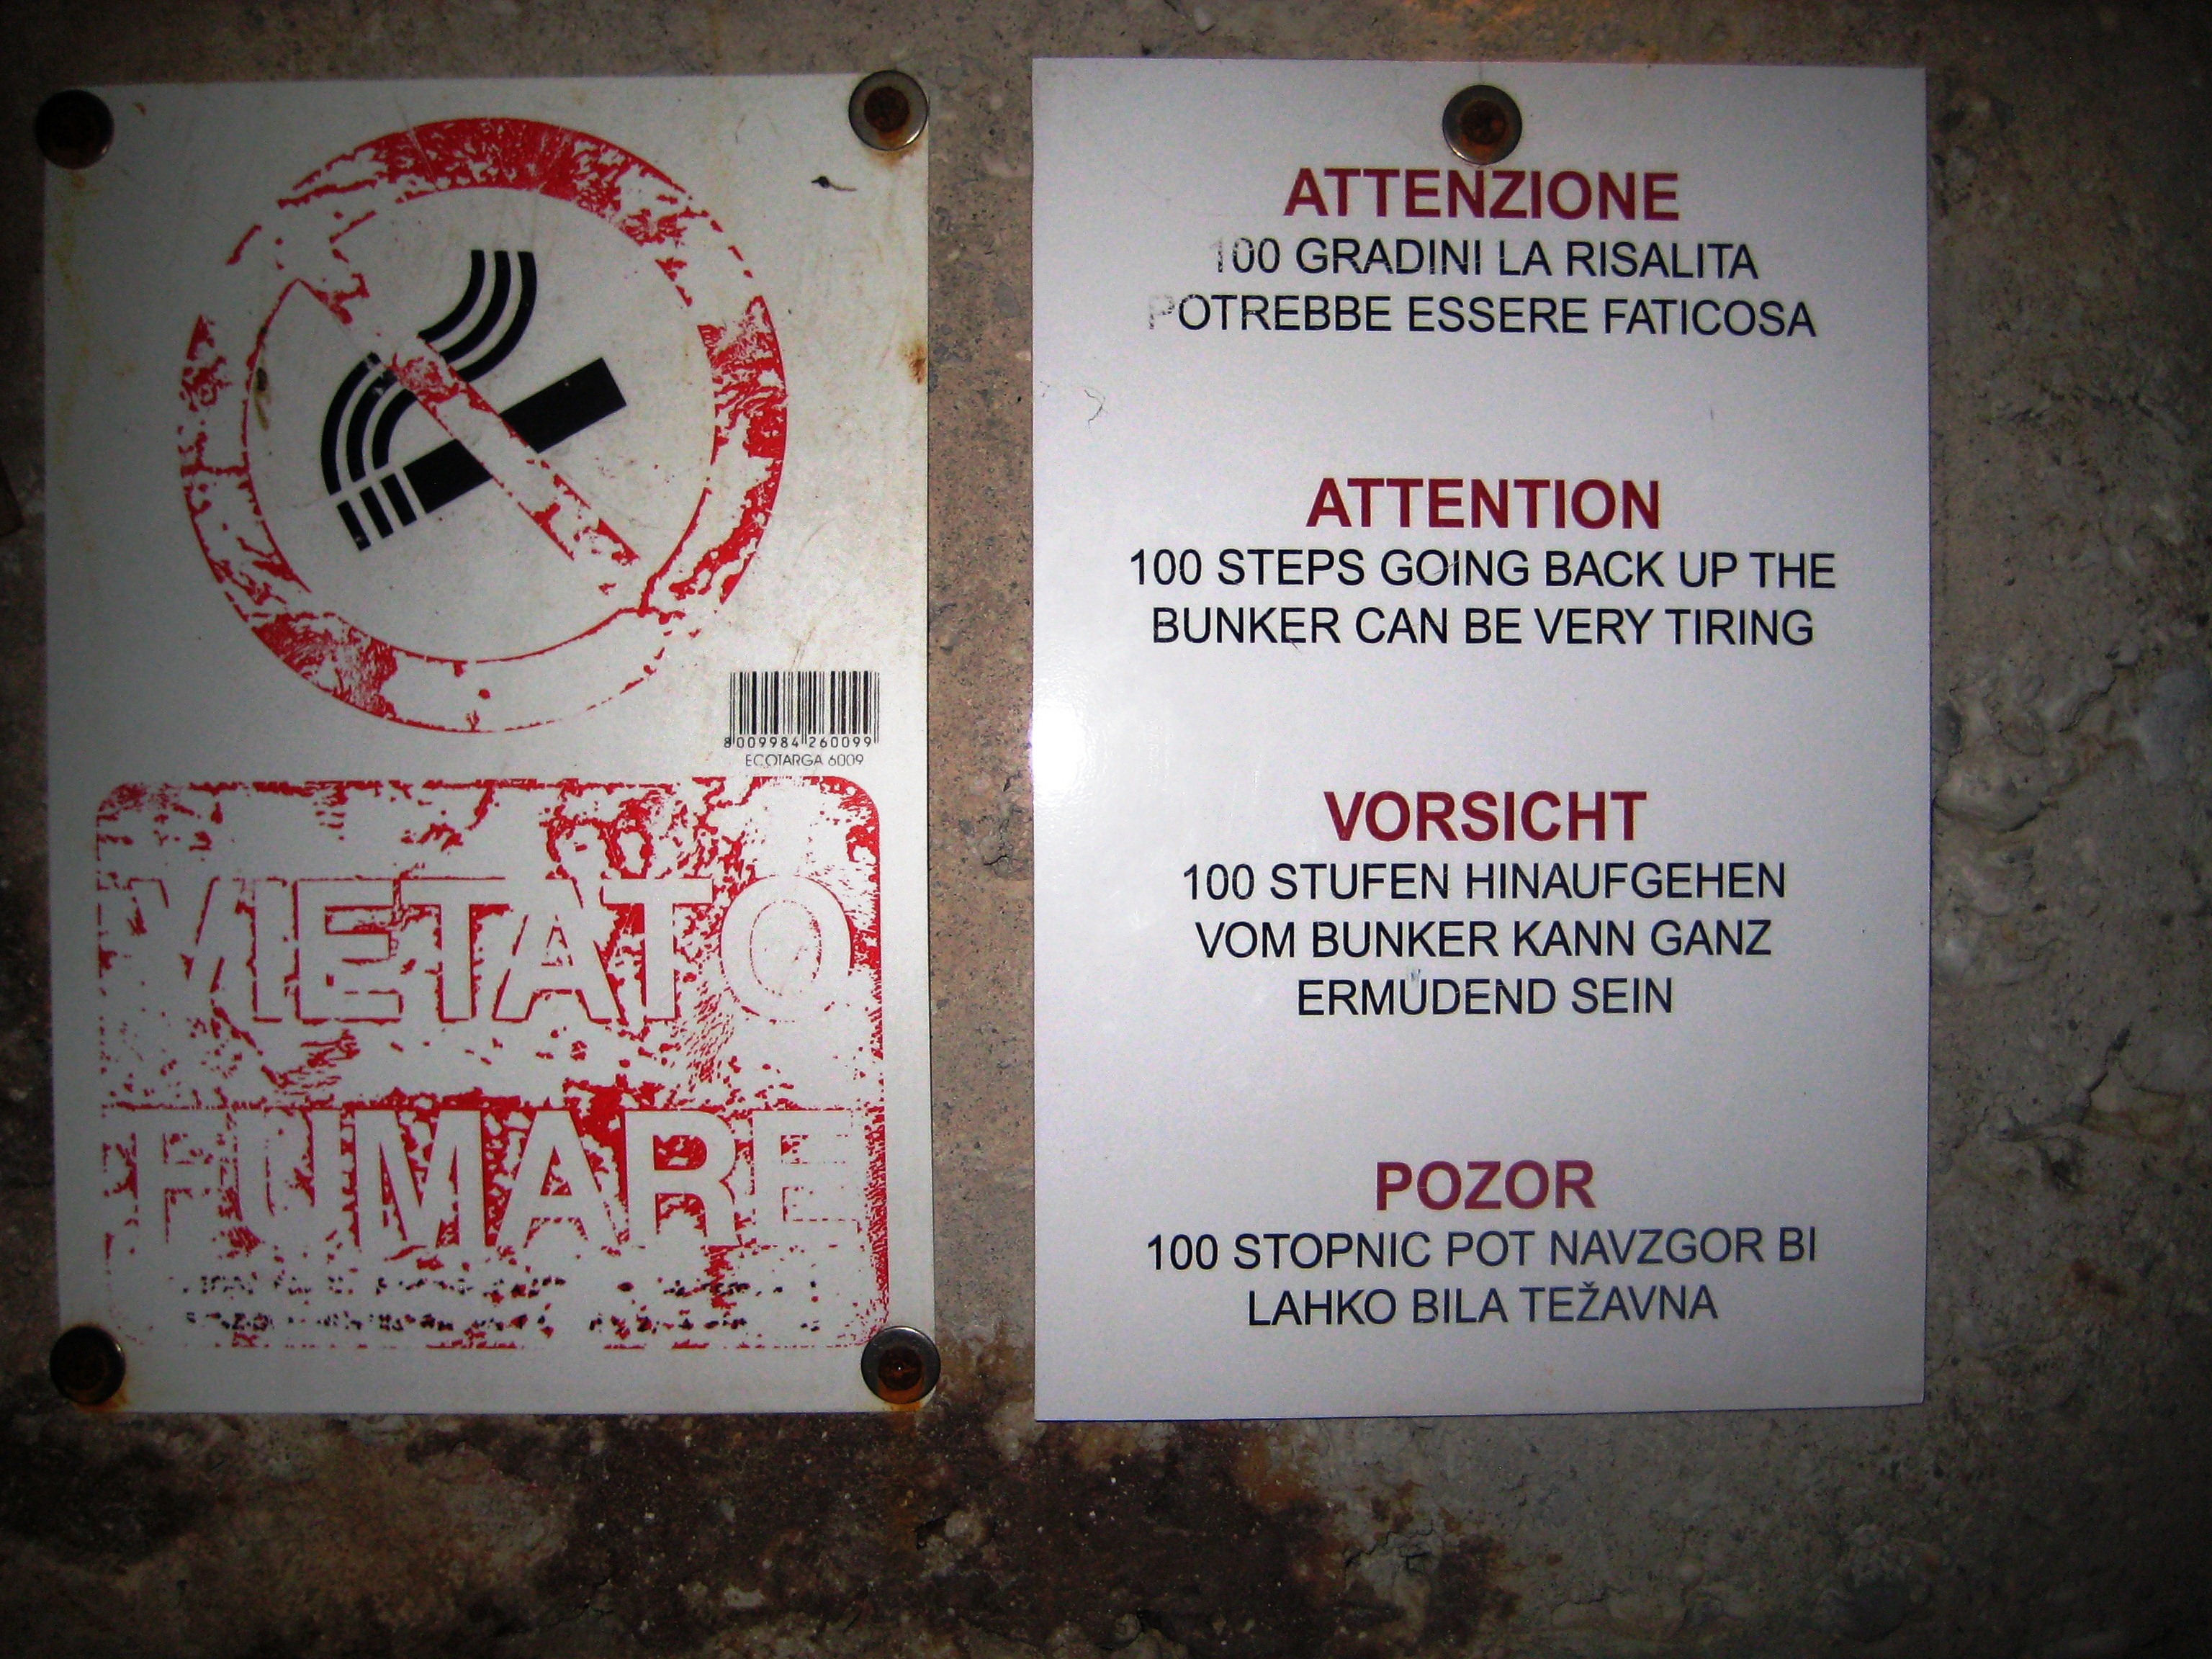 8009984260099
ECOTARGA 6009
VIETATO
FUMARE
ATTENZIONE
100 GRADINI LA RISALITA
POTREBBE ESSERE FATICOSA
ATTENTION
100 STEPS GOING BACK UP THE
BUNKER CAN BE VERY TIRING
VORSICHT
100 STUFEN HINAUFGEHEN
VOM BUNKER KANN GANZ
ERMÜDEND SEIN
POZOR
100 STOPNIC POT NAVZGOR BI
LAHKO BILA TEŽAVNA